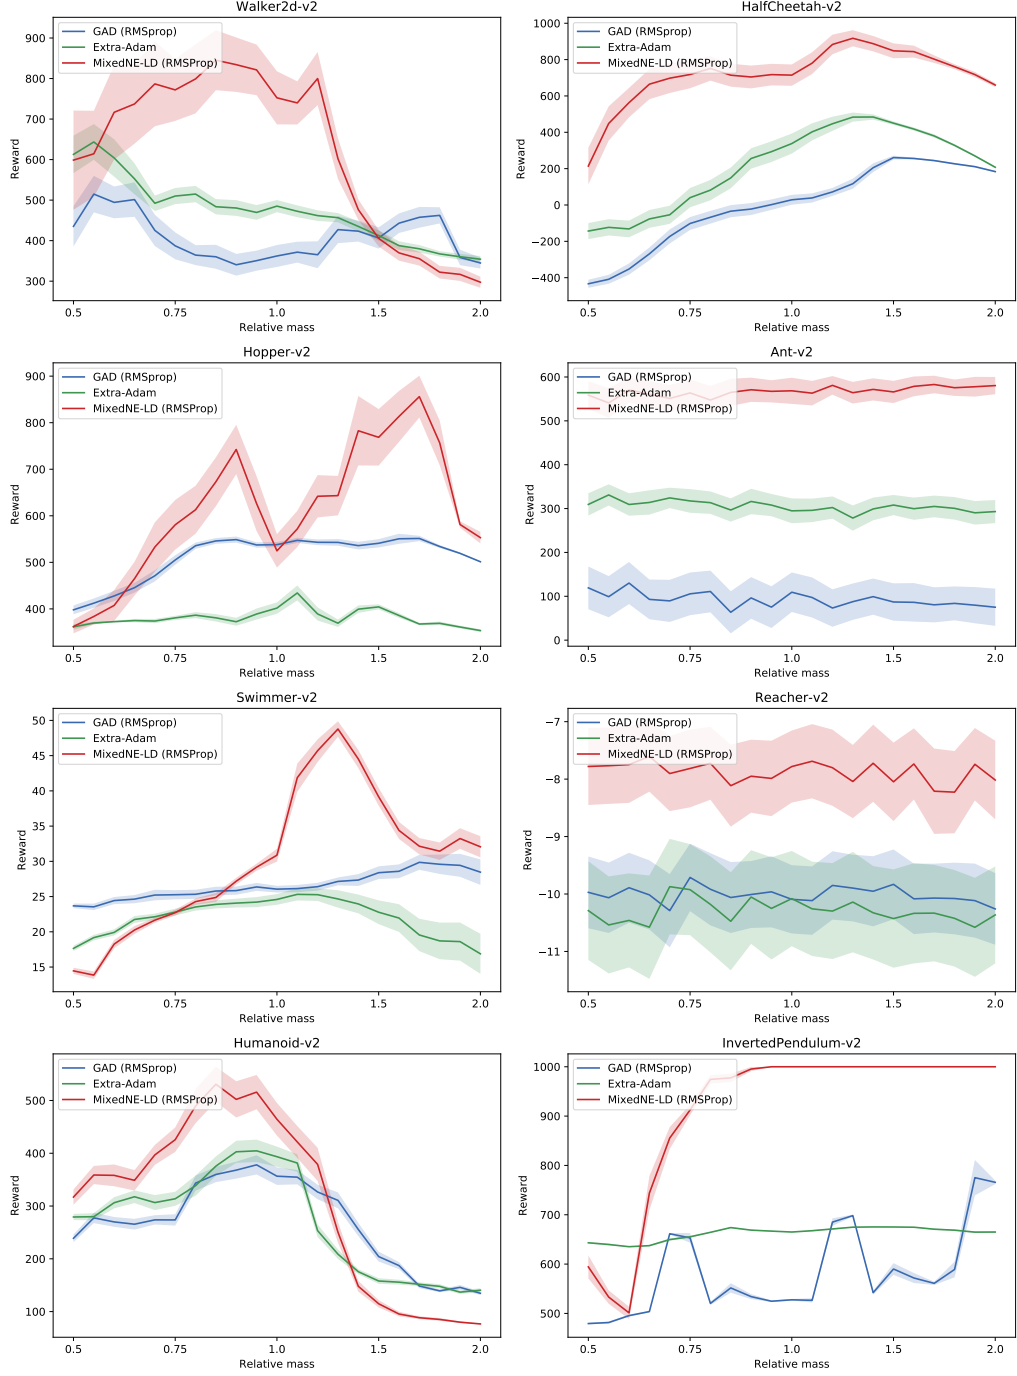 Walker2d-v2
GAD (RMSprop)
Extra-Adam
MixedNE-LD (RMSProp)
900
800
700
600
500
400
300
Reward
0.5 0.75 1.0 1.5 2.0
Relative mass
HalfCheetah-v2
GAD (RMSprop)
Extra-Adam
MixedNE-LD (RMSProp)
1000
800
600
400
200
0
−200
−400
Reward
0.5 0.75 1.0 1.5 2.0
Relative mass
Hopper-v2
GAD (RMSprop)
Extra-Adam
MixedNE-LD (RMSProp)
900
800
700
600
500
400
Reward
0.5 0.75 1.0 1.5 2.0
Relative mass
Ant-v2
GAD (RMSprop)
Extra-Adam
MixedNE-LD (RMSProp)
600
500
400
300
200
100
0
Reward
0.5 0.75 1.0 1.5 2.0
Relative mass
Swimmer-v2
GAD (RMSprop)
Extra-Adam
MixedNE-LD (RMSProp)
50
45
40
35
30
25
20
15
Reward
0.5 0.75 1.0 1.5 2.0
Relative mass
Reacher-v2
GAD (RMSprop)
Extra-Adam
MixedNE-LD (RMSProp)
−7
−8
−9
−10
−11
Reward
0.5 0.75 1.0 1.5 2.0
Relative mass
Humanoid-v2
GAD (RMSprop)
Extra-Adam
MixedNE-LD (RMSProp)
500
400
300
200
100
Reward
0.5 0.75 1.0 1.5 2.0
Relative mass
InvertedPendulum-v2
GAD (RMSprop)
Extra-Adam
MixedNE-LD (RMSProp)
1000
900
800
700
600
500
Reward
0.5 0.75 1.0 1.5 2.0
Relative mass